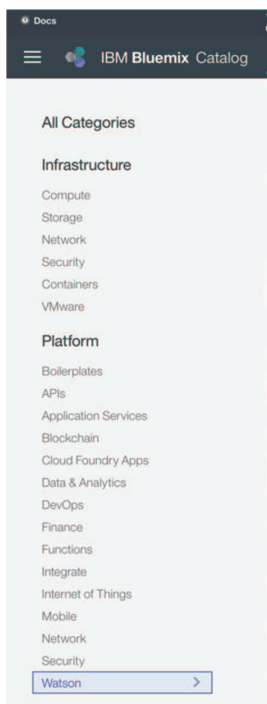 Docs
IBM Bluemix Catalog
All Categories
Infrastructure
Compute
Storage
Network
Security
Containers
VMware
Platform
Boilerplates
APIs
Application Services
Blockchain
Cloud Foundry Apps
Data & Analytics
DevOps
Finance
Functions
Integrate
Internet of Things
Mobile
Network
Security
Watson